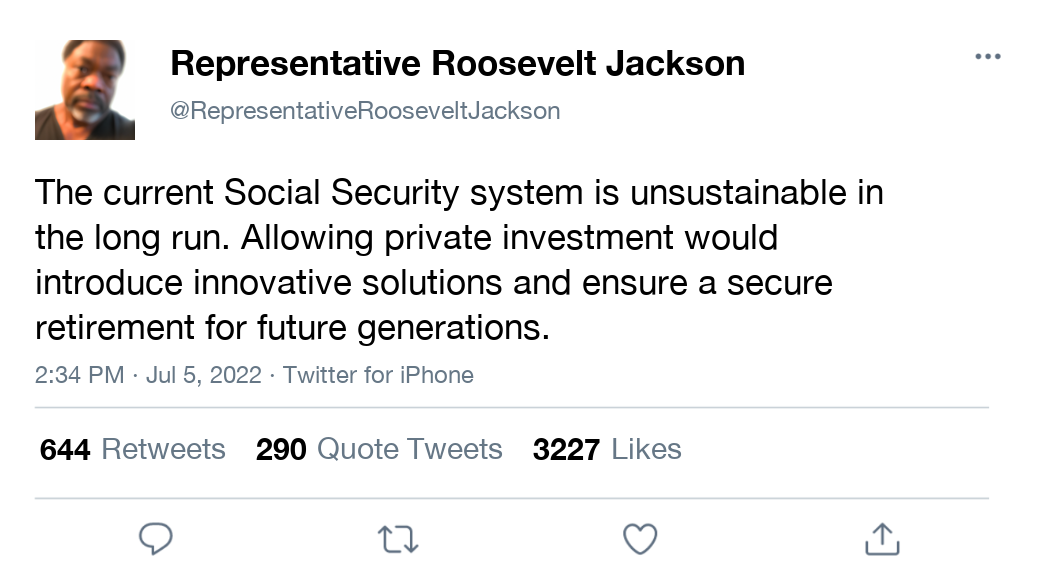 Representative Roosevelt Jackson
@RepresentativeRooseveltJackson
The current Social Security system is unsustainable in
the long run. Allowing private investment would
introduce innovative solutions and ensure a secure
retirement for future generations.
2:34 PM · Jul 5, 2022 · Twitter for iPhone
644 Retweets 290 Quote Tweets 3227 Likes